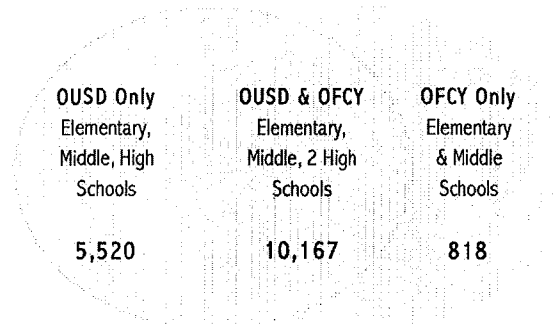 OUSD Only
Elementary,
Middle, High
Schools
5,520
OUSD & OFCY
Elementary,
Middle, 2 High
Schools
10,167
OFCY Only
Elementary
& Middle
Schools
818